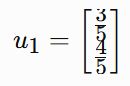 u₁ = [3/5
4/5]